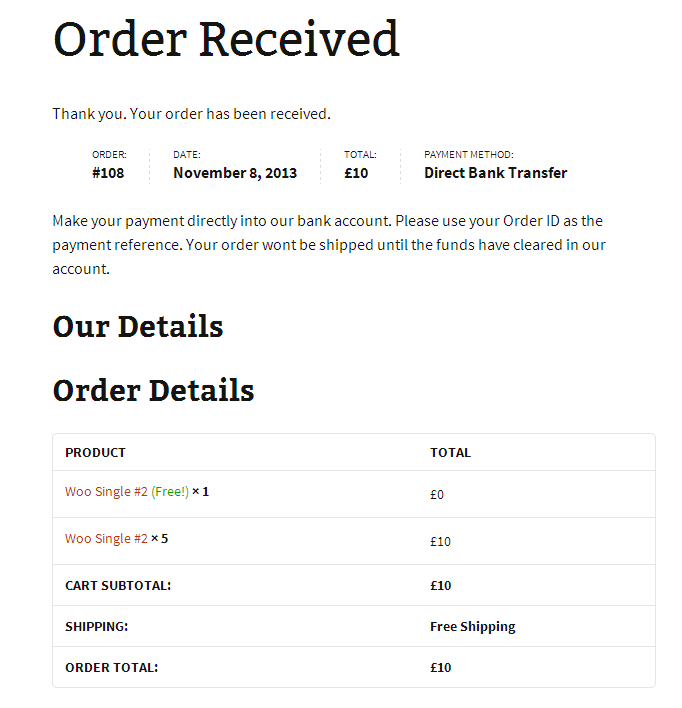 Order Received
Thank you. Your order has been received.
ORDER: DATE: TOTAL: PAYMENT METHOD:
#108 November 8, 2013 £10 Direct Bank Transfer
Make your payment directly into our bank account. Please use your Order ID as the
payment reference. Your order wont be shipped until the funds have cleared in our
account.
Our Details
Order Details
PRODUCT TOTAL
Woo Single #2 (Free!) × 1 £0
Woo Single #2 × 5 £10
CART SUBTOTAL: £10
SHIPPING: Free Shipping
ORDER TOTAL: £10